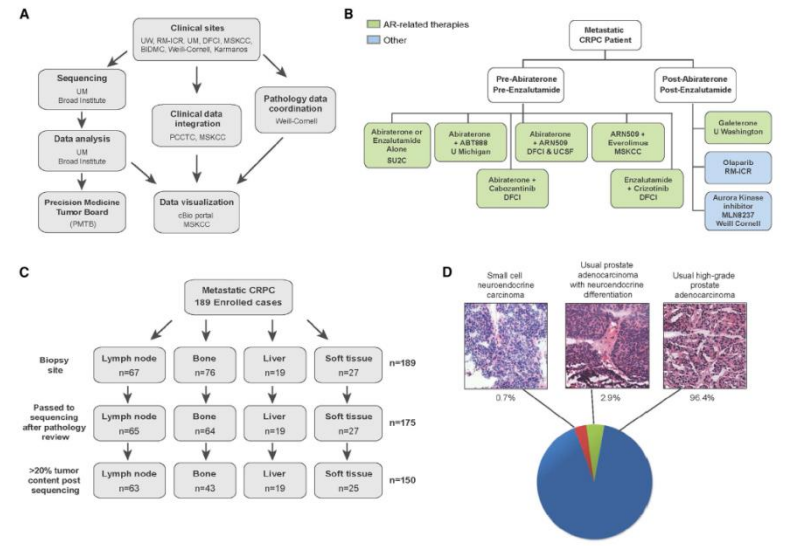 A
Clinical sites
UW, RM-ICR, UM, DFCI, MSKCC,
BIDMC, Weill-Cornell, Karmanos
Sequencing
UM
Broad Institute
Clinical data
integration
PCCTC, MSKCC
Pathology data
coordination
Weill-Cornell
Data analysis
UM
Broad Institute
Precision Medicine
Tumor Board
(PMTB)
Data visualization
cBio portal
MSKCC
B
AR-related therapies
Other
Metastatic
CRPC Patient
Pre-Abiraterone
Pre-Enzalutamide
Post-Abiraterone
Post-Enzalutamide
Abiraterone or
Enzalutamide
Alone
SU2C
Abiraterone
+ ABT888
U Michigan
Abiraterone
+ ARN509
DFCI & UCSF
ARN509 +
Everolimus
MSKCC
Abiraterone +
Cabozantinib
DFCI
Enzalutamide
+ Crizotinib
DFCI
Galeterone
U Washington
Olaparib
RM-ICR
Aurora Kinase
inhibitor
MLN8237
Weill Cornell
C
Metastatic CRPC
189 Enrolled cases
Biopsy
site
Lymph node
n=67
Bone
n=76
Liver
n=19
Soft tissue
n=27
n=189
Passed to
sequencing
after pathology
review
Lymph node
n=65
Bone
n=64
Liver
n=19
Soft tissue
n=27
n=175
>20% tumor
content post
sequencing
Lymph node
n=63
Bone
n=43
Liver
n=19
Soft tissue
n=25
n=150
D
Small cell
neuroendocrine
carcinoma
Usual prostate
adenocarcinoma
with neuroendocrine
differentiation
Usual high-grade
prostate
adenocarcinoma
0.7%
2.9%
96.4%